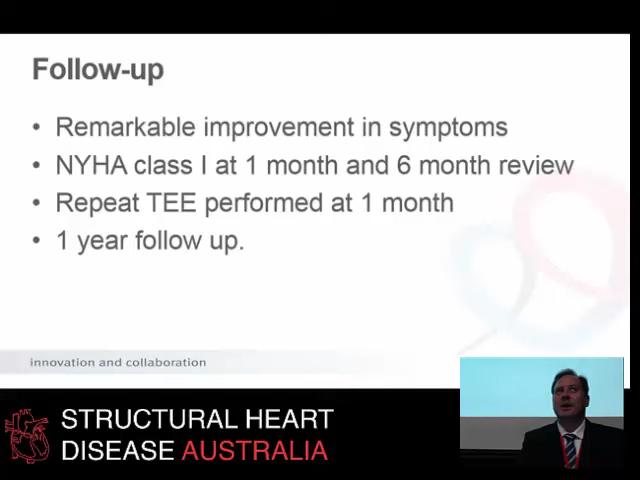 Follow-up
• Remarkable improvement in symptoms
• NYHA class I at 1 month and 6 month review
• Repeat TEE performed at 1 month
• 1 year follow up.
innovation and collaboration
STRUCTURAL HEART
DISEASE AUSTRALIA